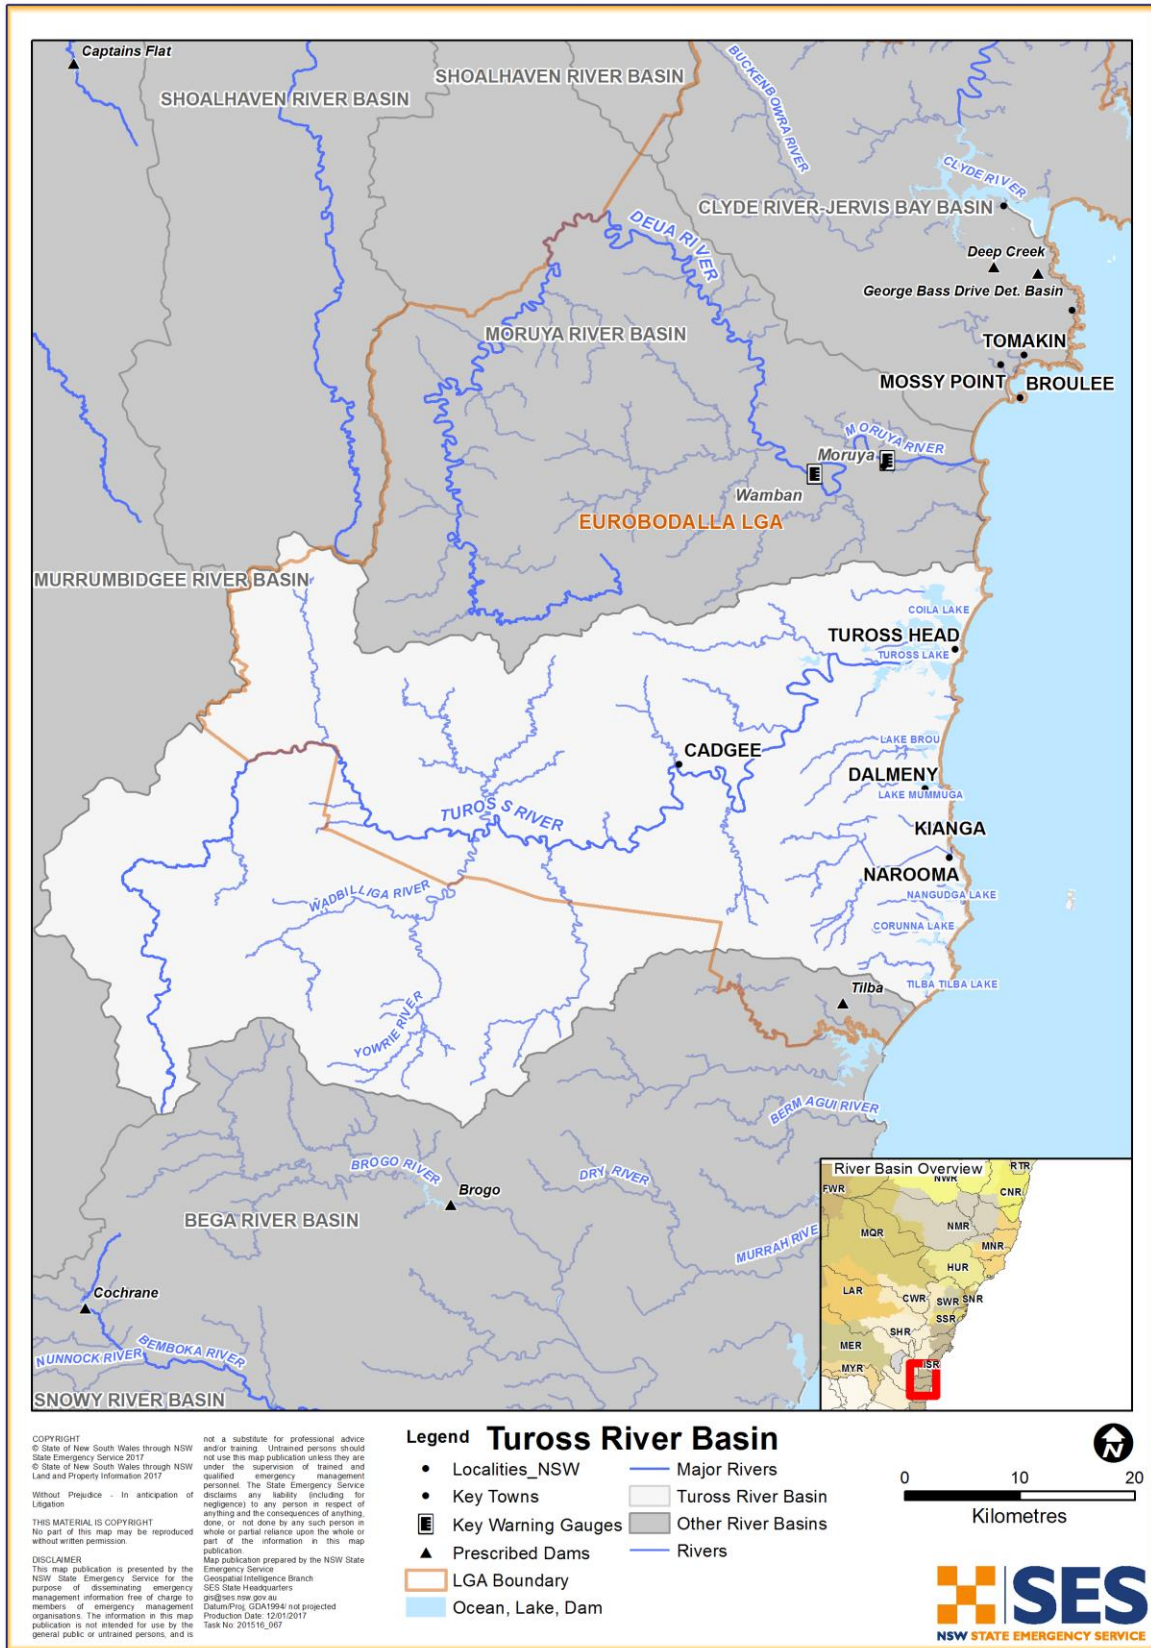 Captains Flat
SHOALHAVEN RIVER BASIN
SHOALHAVEN RIVER BASIN
BUCKENBOWRA RIVER
CLYDE RIVER
CLYDE RIVER-JERVIS BAY BASIN
DEUA RIVER
Deep Creek
George Bass Drive Det. Basin
MORUYA RIVER BASIN
TOMAKIN
MOSSY POINT
BROULEE
MORUYA RIVER
Moruya
Wamban
EUROBODALLA LGA
MURRUMBIDGEE RIVER BASIN
COILA LAKE
TUROSS HEAD
TUROSS LAKE
LAKE BROU
CADGEE
DALMENY
LAKE MUMMUGA
TUROSS RIVER
KIANGA
NAROOMA
WADBILLIGA RIVER
NANGUDGA LAKE
CORUNNA LAKE
TILBA TILBA LAKE
Tilba
YOWRIE RIVER
BERMAGUI RIVER
BROGO RIVER
DRY RIVER
Brogo
BEGA RIVER BASIN
MURRAH RIVE
Cochrane
BEMBOKA RIVER
NUNNOCK RIVER
SNOWY RIVER BASIN
River Basin Overview
RTR
NWR
FWR
CNR
NMR
MQR
MNR
HUR
LAR
CWR
SWR
SNR
SSR
SHR
MER
MYR
ISR
COPYRIGHT
© State of New South Wales through NSW
State Emergency Service 2017
© State of New South Wales through NSW
Land and Property Information 2017
Without Prejudice - In anticipation of
Litigation
THIS MATERIAL IS COPYRIGHT
No part of this map may be reproduced
without written permission.
DISCLAIMER
This map publication is presented by the
NSW State Emergency Service for the
purpose of disseminating emergency
management information free of charge to
members of emergency management
organisations. The information in this map
publication is not intended for use by the
general public or untrained persons, and is
not a substitute for professional advice
and/or training. Untrained persons should
not use this map publication unless they are
under the supervision of trained and
qualified emergency management
personnel. The State Emergency Service
disclaims any liability (including for
negligence) to any person in respect of
anything and the consequences of anything,
done, or not done by any such person in
whole or partial reliance upon the whole or
part of the information in this map
publication.
Map publication prepared by the NSW State
Emergency Service
Geospatial Intelligence Branch
SES State Headquarters
gis@ses.nsw.gov.au
Datum/Proj: GDA1994/ not projected
Production Date: 12/01/2017
Task No: 201516_067
Legend
Tuross River Basin
Localities_NSW
Key Towns
Key Warning Gauges
Prescribed Dams
LGA Boundary
Ocean, Lake, Dam
Major Rivers
Tuross River Basin
Other River Basins
Rivers
N
0 10 20
Kilometres
SES
NSW STATE EMERGENCY SERVICE